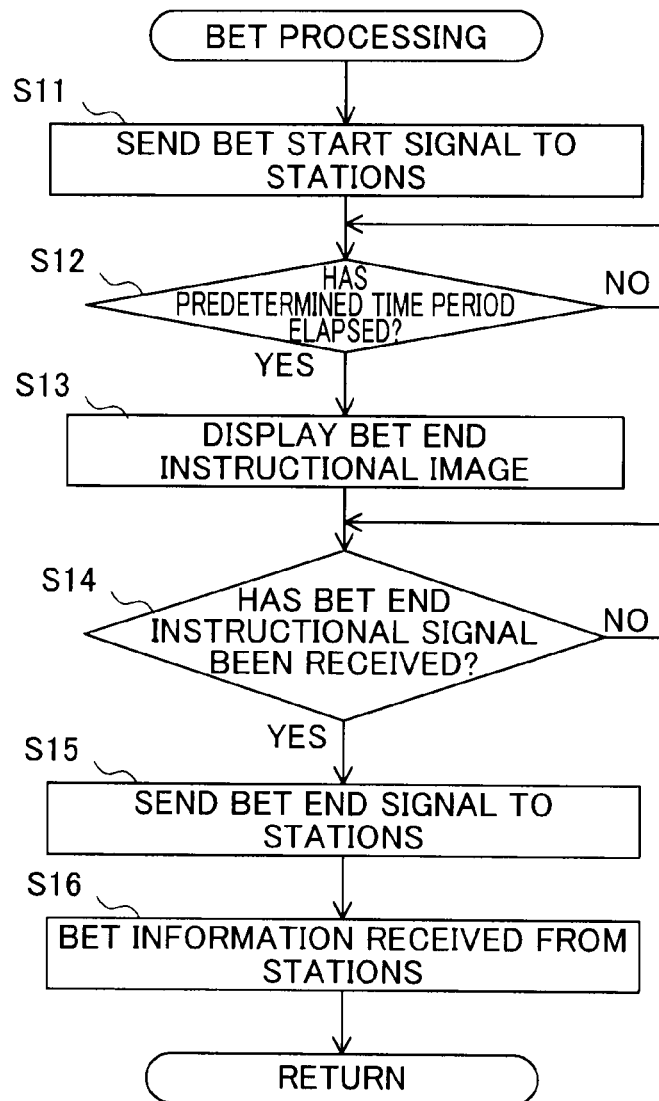 BET PROCESSING
S11
SEND BET START SIGNAL TO
STATIONS
S12
HAS
PREDETERMINED TIME PERIOD
ELAPSED?
NO
YES
S13
DISPLAY BET END
INSTRUCTIONAL IMAGE
S14
HAS BET END
INSTRUCTIONAL SIGNAL
BEEN RECEIVED?
NO
YES
S15
SEND BET END SIGNAL TO
STATIONS
S16
BET INFORMATION RECEIVED FROM
STATIONS
RETURN